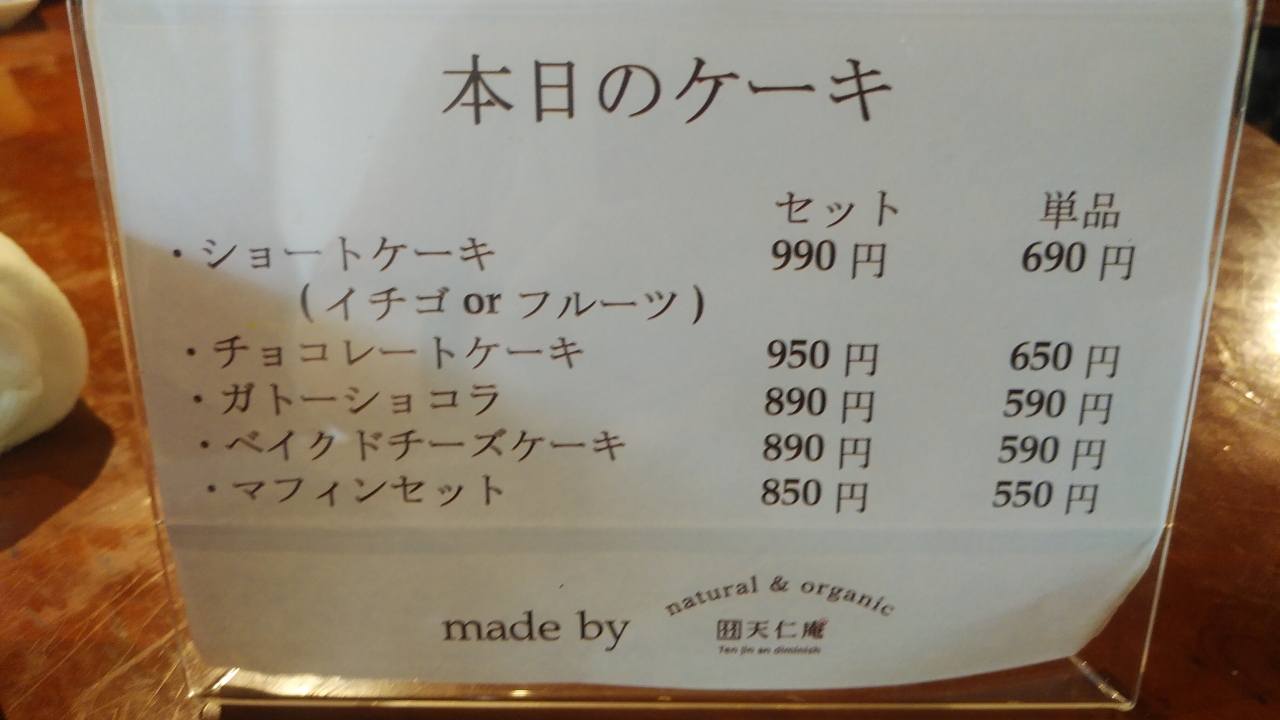 本日のケーキ
セット 単品
・ショートケーキ 990 円 690 円
(イチゴ or フルーツ)
・チョコレートケーキ 950 円 650 円
・ガトーショコラ 890 円 590 円
・ベイクドチーズケーキ 890 円 590 円
・マフィンセット 850 円 550 円
natural & organic
made by 天仁庵
Ten Jin an diminish